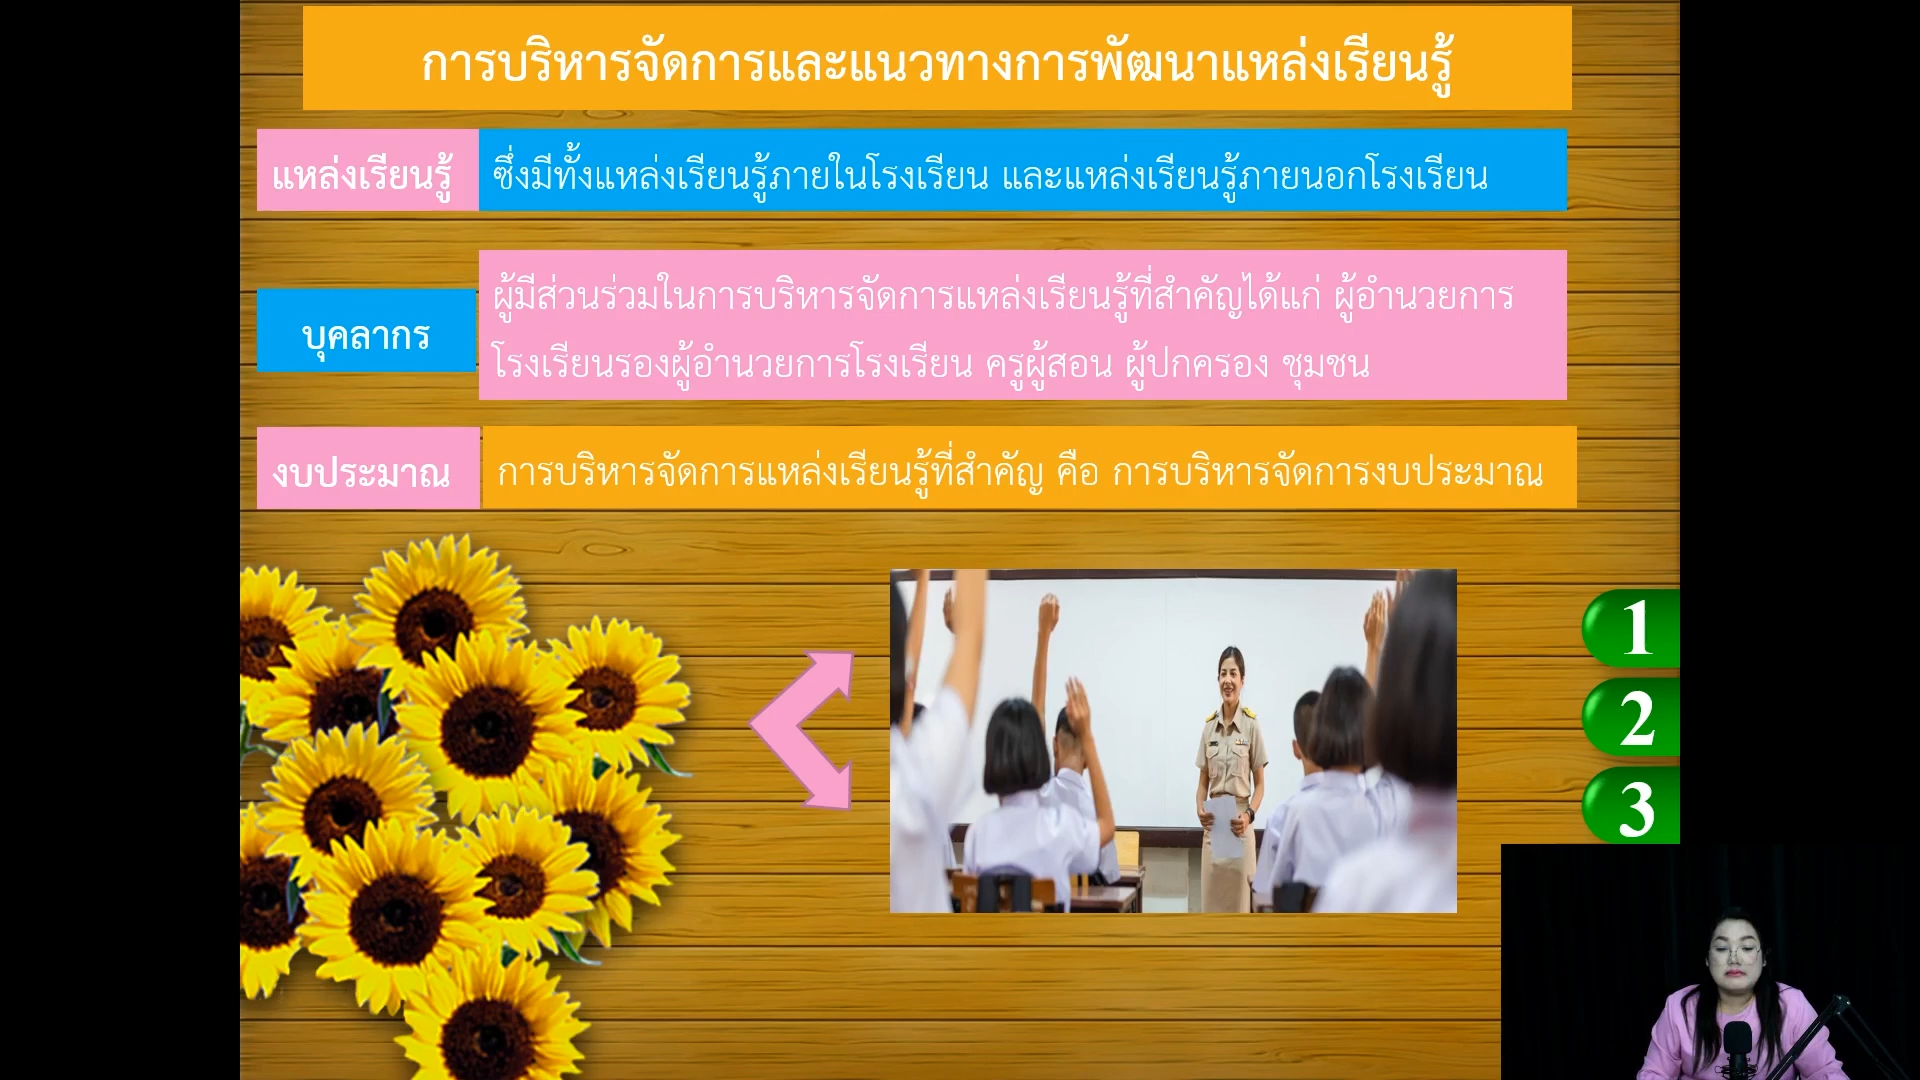 การบริหารจัดการและแนวทางการพัฒนาแหล่งเรียนรู้
แหล่งเรียนรู้
ซึ่งมีทั้งแหล่งเรียนรู้ภายในโรงเรียน และแหล่งเรียนรู้ภายนอกโรงเรียน
บุคลากร
ผู้มีส่วนร่วมในการบริหารจัดการแหล่งเรียนรู้ที่สำคัญได้แก่ ผู้อำนวยการ
โรงเรียนรองผู้อำนวยการโรงเรียน ครูผู้สอน ผู้ปกครอง ชุมชน
งบประมาณ
การบริหารจัดการแหล่งเรียนรู้ที่สำคัญ คือ การบริหารจัดการงบประมาณ
1
2
3